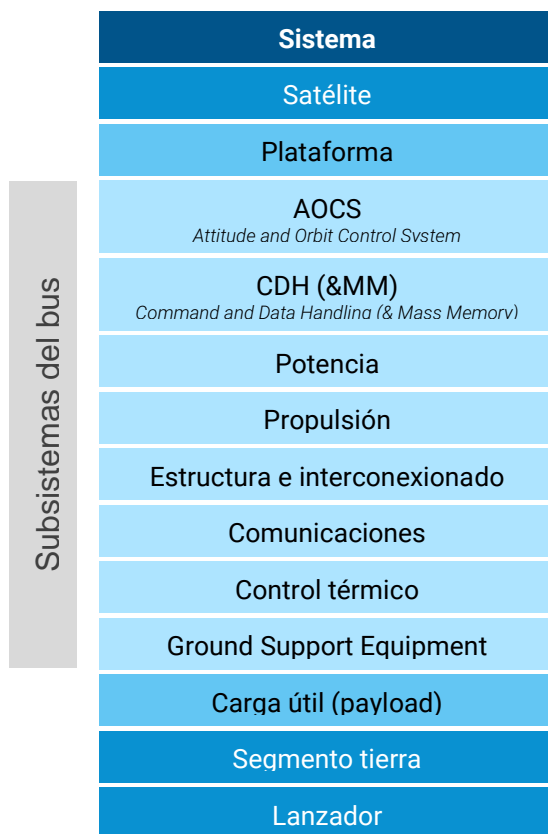 Sistema
Satélite
Plataforma
Subsistemas del bus
AOCS
Attitude and Orbit Control System
CDH (&MM)
Command and Data Handling (& Mass Memory)
Potencia
Propulsión
Estructura e interconexionado
Comunicaciones
Control térmico
Ground Support Equipment
Carga útil (payload)
Segmento tierra
Lanzador